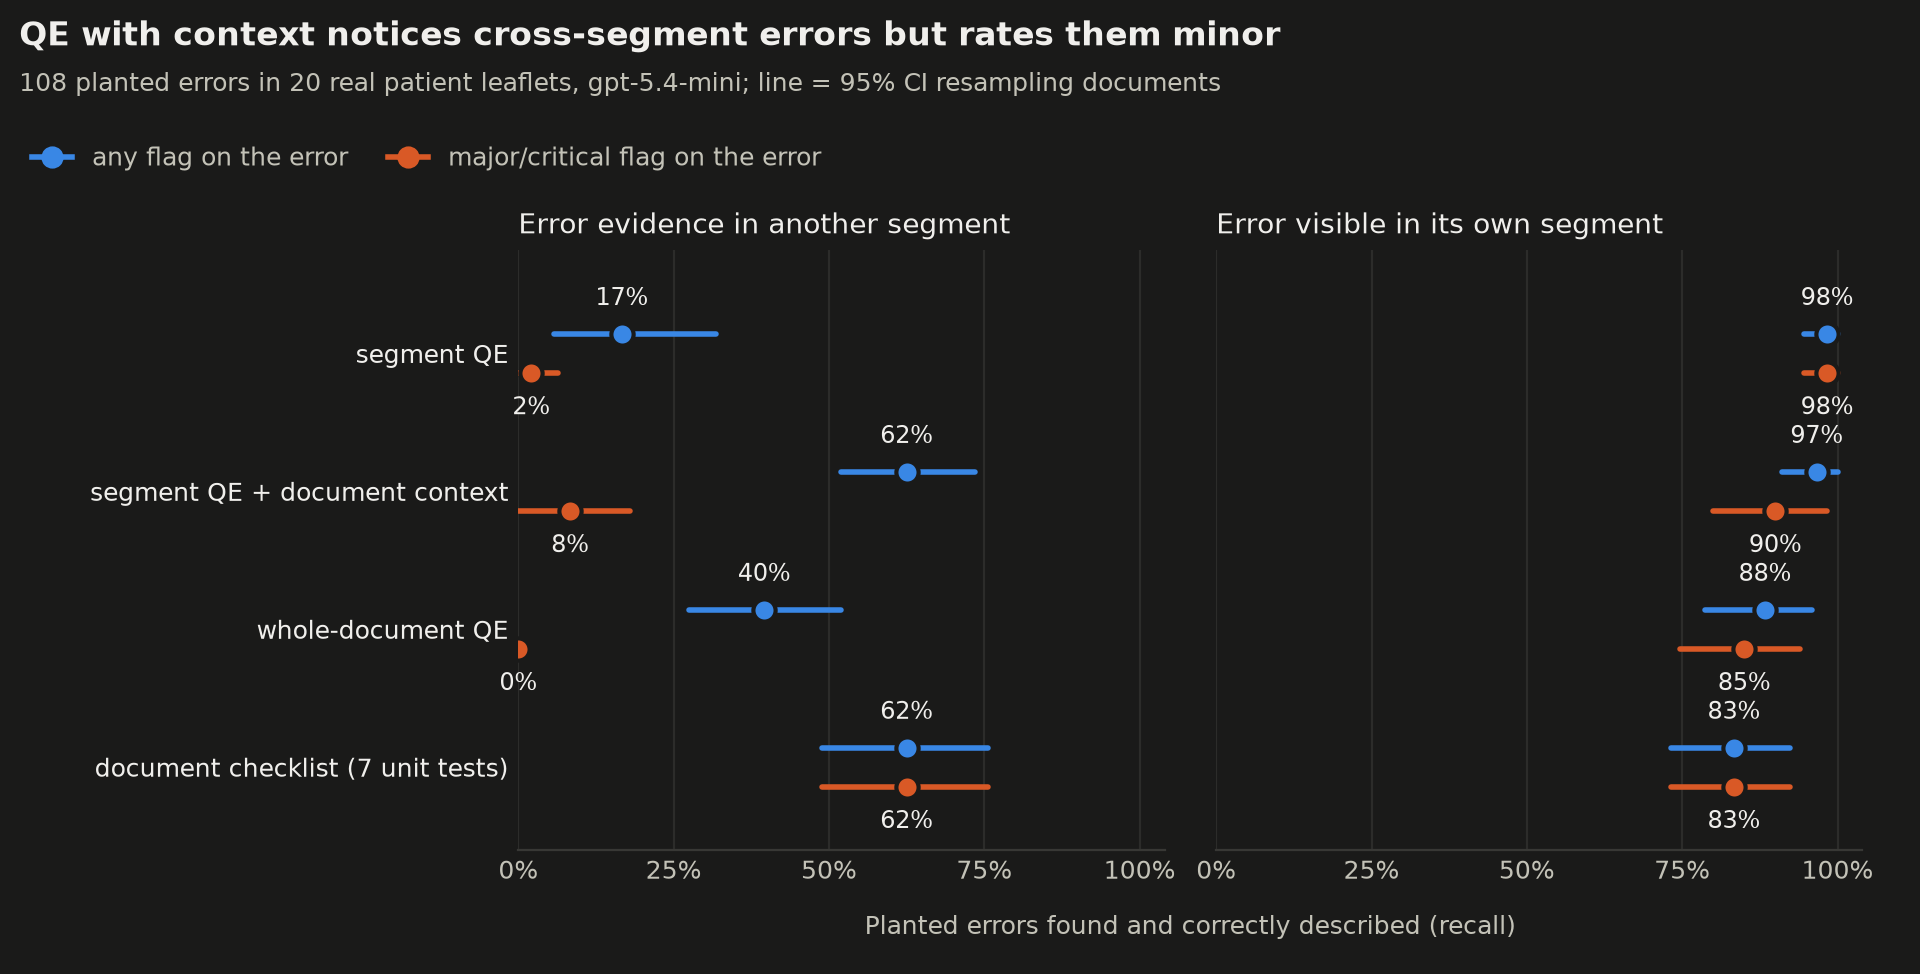 QE with context notices cross-segment errors but rates them minor
108 planted errors in 20 real patient leaflets, gpt-5.4-mini; line = 95% CI resampling documents
any flag on the error
major/critical flag on the error
Error evidence in another segment
Error visible in its own segment
segment QE
17%
2%
98%
98%
segment QE + document context
62%
8%
97%
90%
whole-document QE
40%
0%
88%
85%
document checklist (7 unit tests)
62%
62%
83%
83%
0% 25% 50% 75% 100%
0% 25% 50% 75% 100%
Planted errors found and correctly described (recall)